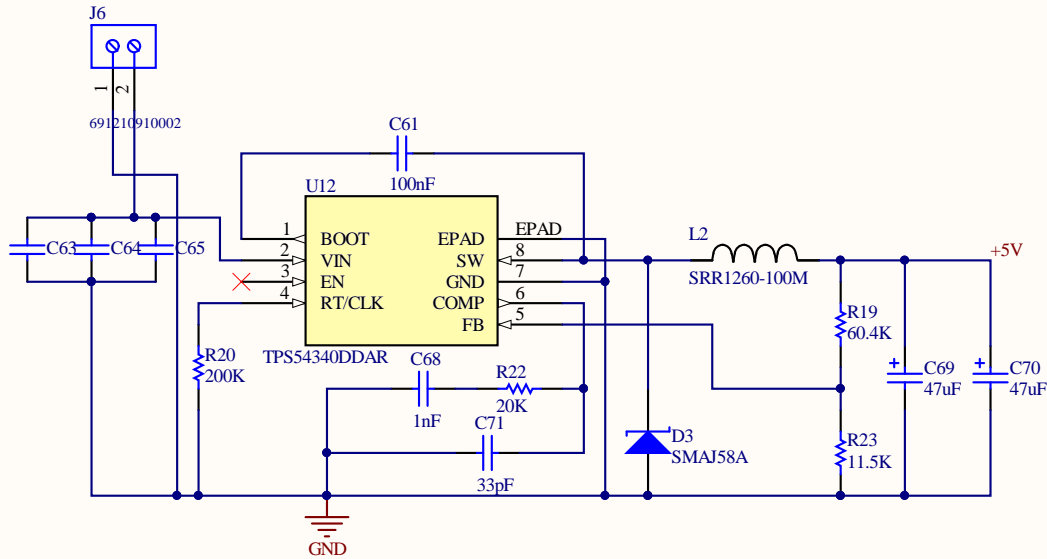 J6
1
2
691210910002
C61
100nF
U12
1
BOOT
2
VIN
3
EN
4
RT/CLK
EPAD
EPAD
SW
8
GND
7
COMP
6
FB
5
TPS54340DDAR
C63
C64
C65
R20
200K
C68
1nF
R22
20K
C71
33pF
L2
SRR1260-100M
+5V
R19
60.4K
C69
47uF
C70
47uF
D3
SMAJ58A
R23
11.5K
GND